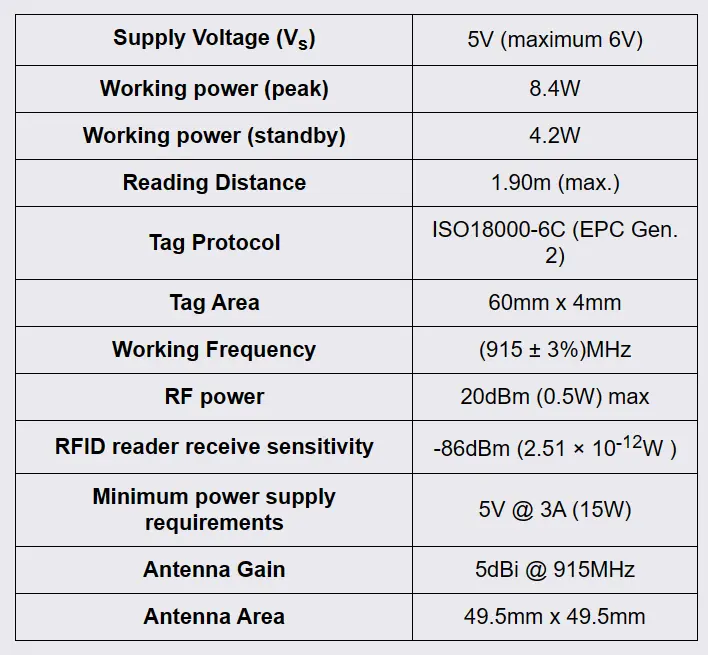 Supply Voltage (Vs)
5V (maximum 6V)
Working power (peak)
8.4W
Working power (standby)
4.2W
Reading Distance
1.90m (max.)
Tag Protocol
ISO18000-6C (EPC Gen.
2)
Tag Area
60mm x 4mm
Working Frequency
(915 ± 3%)MHz
RF power
20dBm (0.5W) max
RFID reader receive sensitivity
-86dBm (2.51 × 10-12W )
Minimum power supply
requirements
5V @ 3A (15W)
Antenna Gain
5dBi @ 915MHz
Antenna Area
49.5mm x 49.5mm